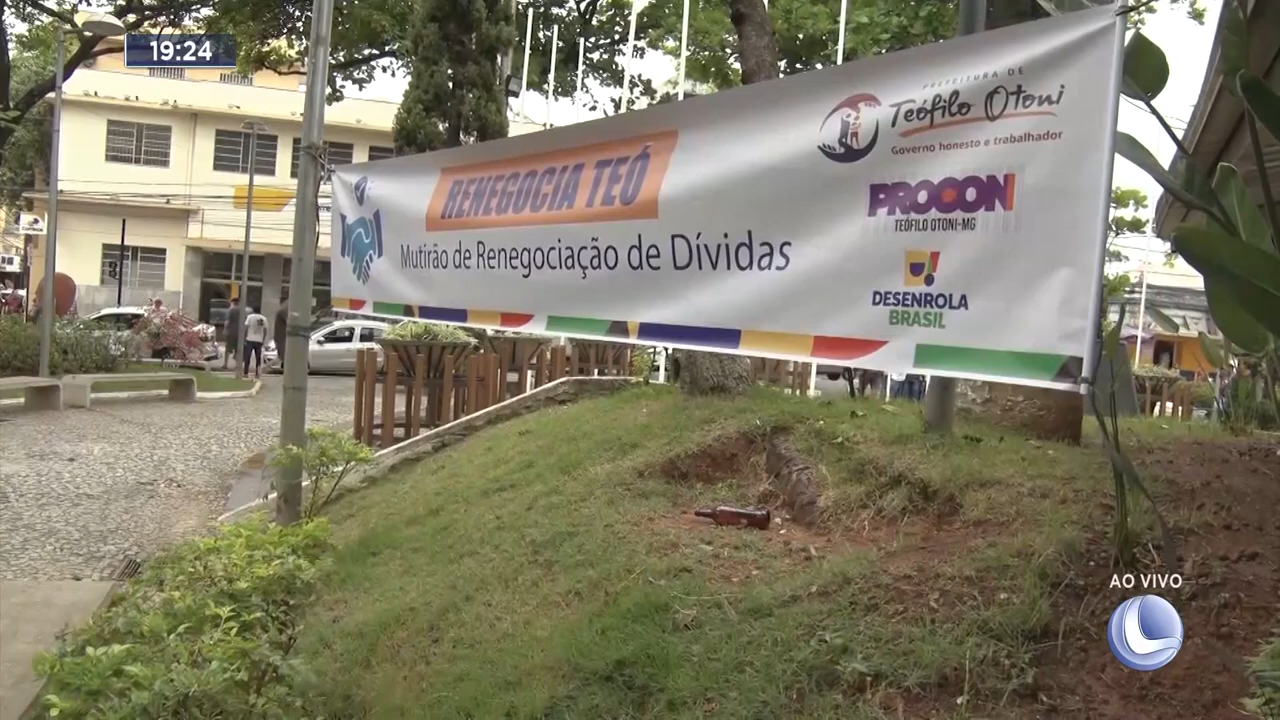 19:24
PREFEITURA DE
Teófilo Otoni
Governo honesto e trabalhador
RENEGOCIA TEÓ
Mutirão de Renegociação de Dívidas
PROCON
TEÓFILO OTONI-MG
DESENROLA
BRASIL
AO VIVO